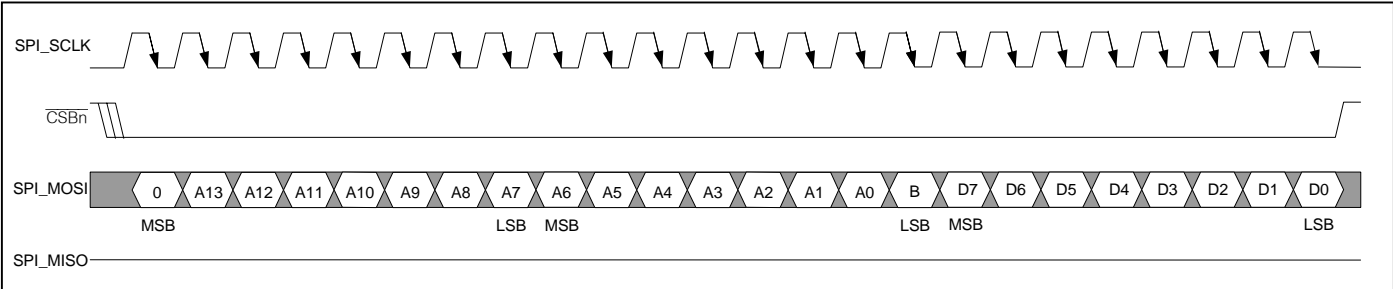 SPI_SCLK
CSBn
SPI_MOSI 0 A13 A12 A11 A10 A9 A8 A7 A6 A5 A4 A3 A2 A1 A0 B D7 D6 D5 D4 D3 D2 D1 D0
MSB LSB MSB LSB MSB LSB
SPI_MISO